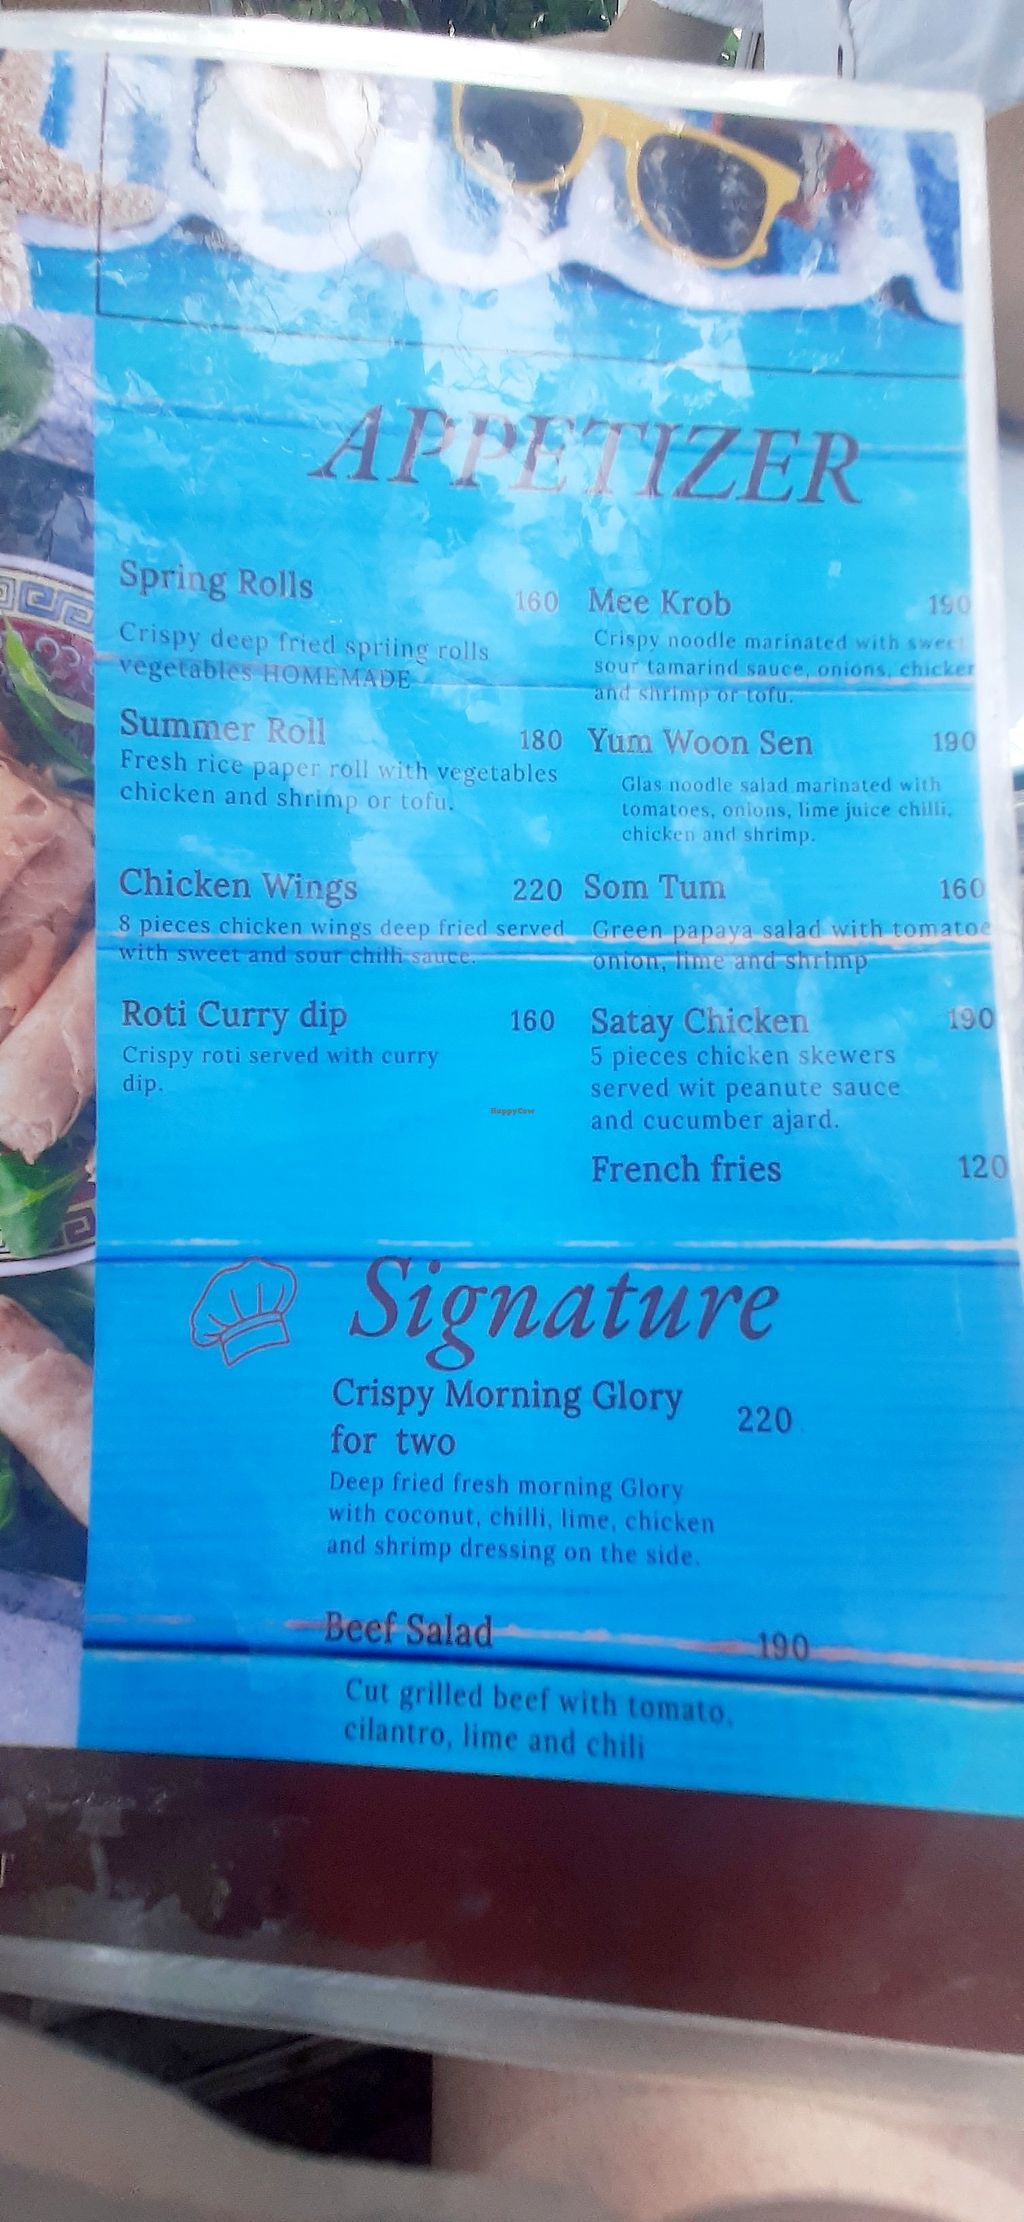 APPETIZER
Spring Rolls 160
Crispy deep fried spriing rolls
vegetables HOMEMADE
Summer Roll 180
Fresh rice paper roll with vegetables
chicken and shrimp or tofu.
Chicken Wings 220
8 pieces chicken wings deep fried served
with sweet and sour chilli sauce.
Roti Curry dip 160
Crispy roti served with curry
dip.
Mee Krob 190
Crispy noodle marinated with sweet
sour tamarind sauce, onions, chicken
and shrimp or tofu.
Yum Woon Sen 190
Glas noodle salad marinated with
tomatoes, onions, lime juice chilli,
chicken and shrimp.
Som Tum 160
Green papaya salad with tomatoe
onion, lime and shrimp
Satay Chicken 190
5 pieces chicken skewers
served wit peanute sauce
and cucumber ajard.
French fries 120
HappyCow
Signature
Crispy Morning Glory
for two 220
Deep fried fresh morning Glory
with coconut, chilli, lime, chicken
and shrimp dressing on the side.
Beef Salad 190
Cut grilled beef with tomato,
cilantro, lime and chili